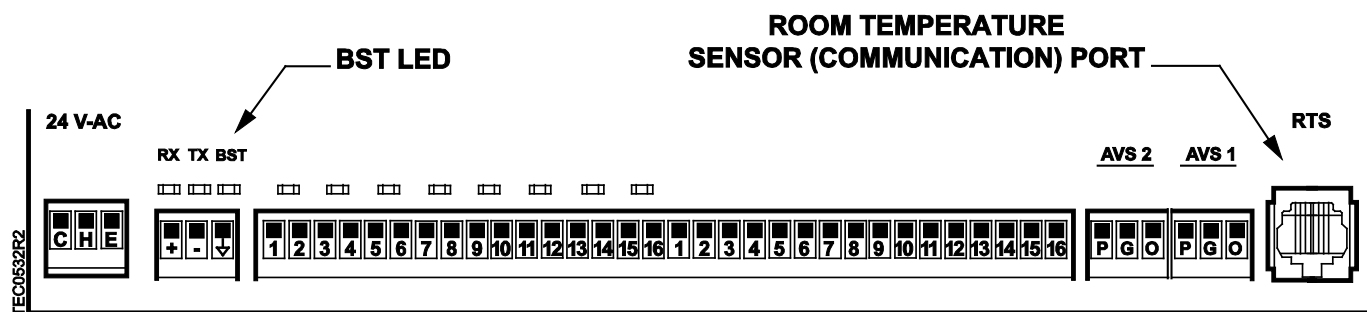 ROOM TEMPERATURE
SENSOR (COMMUNICATION) PORT
BST LED
24 V-AC
RTS
RX TX BST
AVS 2 AVS 1
C H E
+ -
1 2 3 4 5 6 7 8 9 10 11 12 13 14 15 16 1 2 3 4 5 6 7 8 9 10 11 12 13 14 15 16
P G O P G O
TEC0532R2